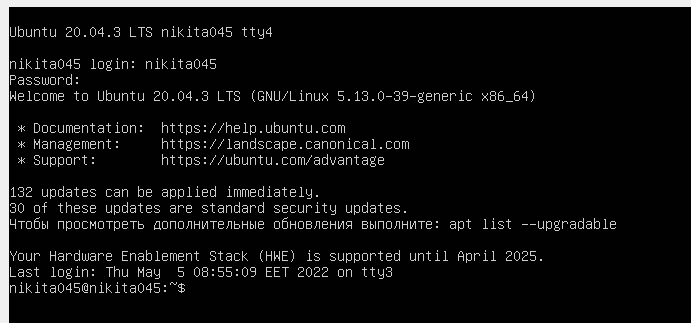 Ubuntu 20.04.3 LTS nikita045 tty4
nikita045 login: nikita045
Password:
Welcome to Ubuntu 20.04.3 LTS (GNU/Linux 5.13.0-39-generic x86_64)
* Documentation:  https://help.ubuntu.com
* Management:     https://landscape.canonical.com
* Support:        https://ubuntu.com/advantage
132 updates can be applied immediately.
30 of these updates are standard security updates.
Чтобы просмотреть дополнительные обновления выполните: apt list --upgradable
Your Hardware Enablement Stack (HWE) is supported until April 2025.
Last login: Thu May  5 08:55:09 EET 2022 on tty3
nikita045@nikita045:~$